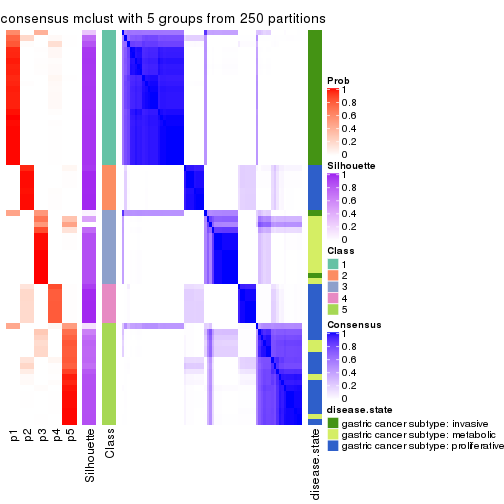 consensus mclust with 5 groups from 250 partitions
Prob
1
0.8
0.6
0.4
0.2
0
Silhouette
1
0.8
0.6
0.4
0.2
0
Class
1
2
3
4
5
Consensus
1
0.8
0.6
0.4
0.2
0
disease.state
gastric cancer subtype: invasive
gastric cancer subtype: metabolic
gastric cancer subtype: proliferative
p1
p2
p3
p4
p5
Silhouette
Class
disease.state